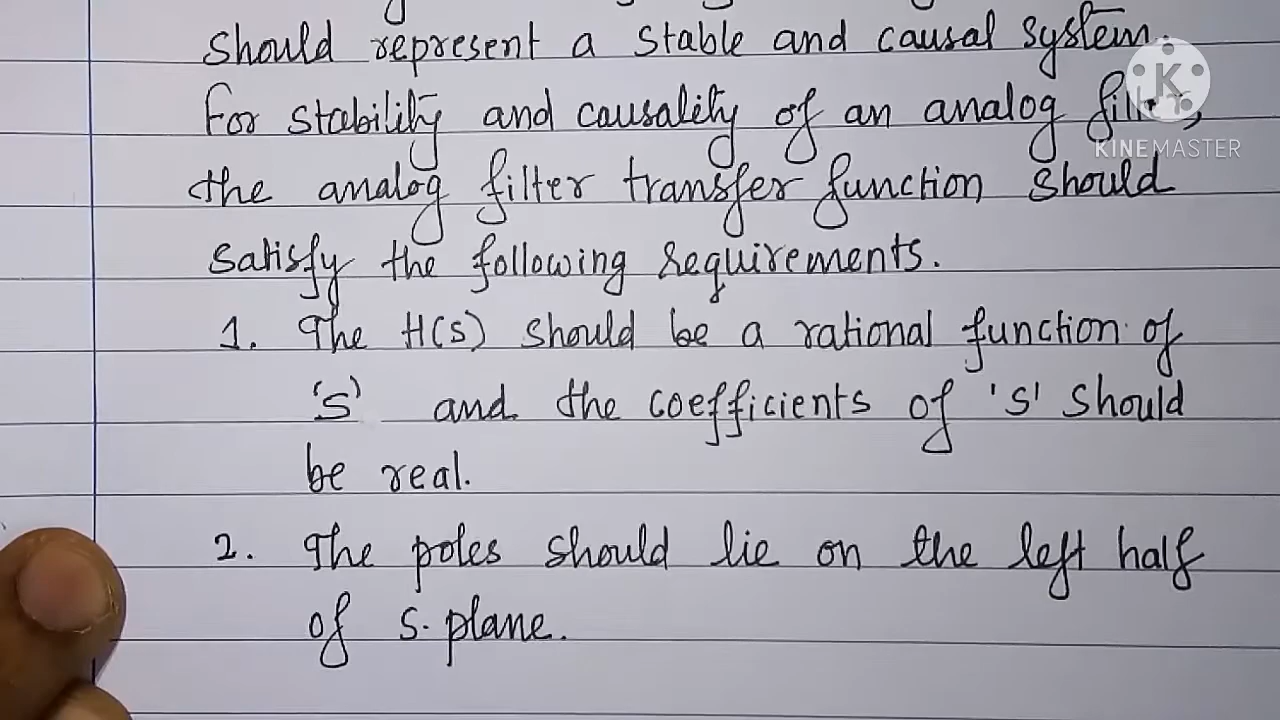 should represent a stable and causal system.
For stability and causality of an analog filter,
the analog filter transfer function should
satisfy the following requirements.
1. The H(s) should be a rational function of
's' and the coefficients of 's' should
be real.
2. The poles should lie on the left half
of s-plane.
K
KINEMASTER